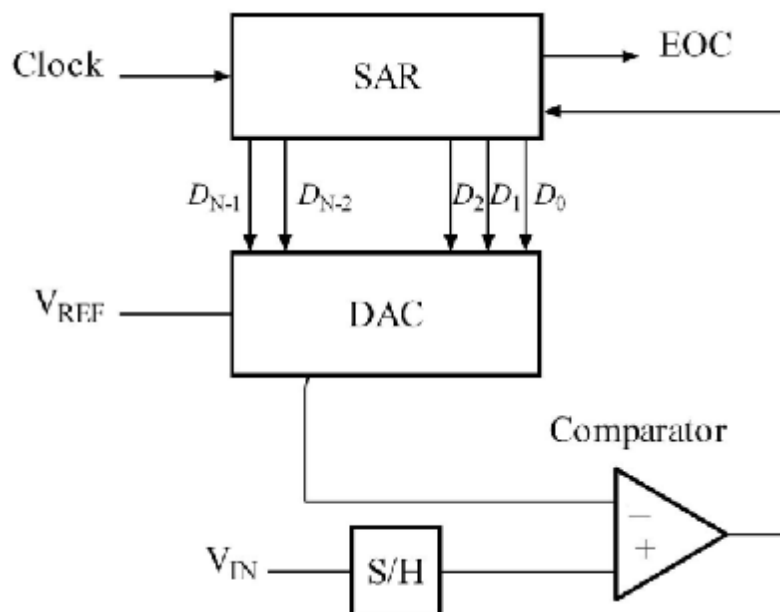 EOC
Clock
SAR
D_{N-1} D_{N-2} D_2 D_1 D_0
V_{REF}
DAC
Comparator
−
+
V_{IN}
S/H